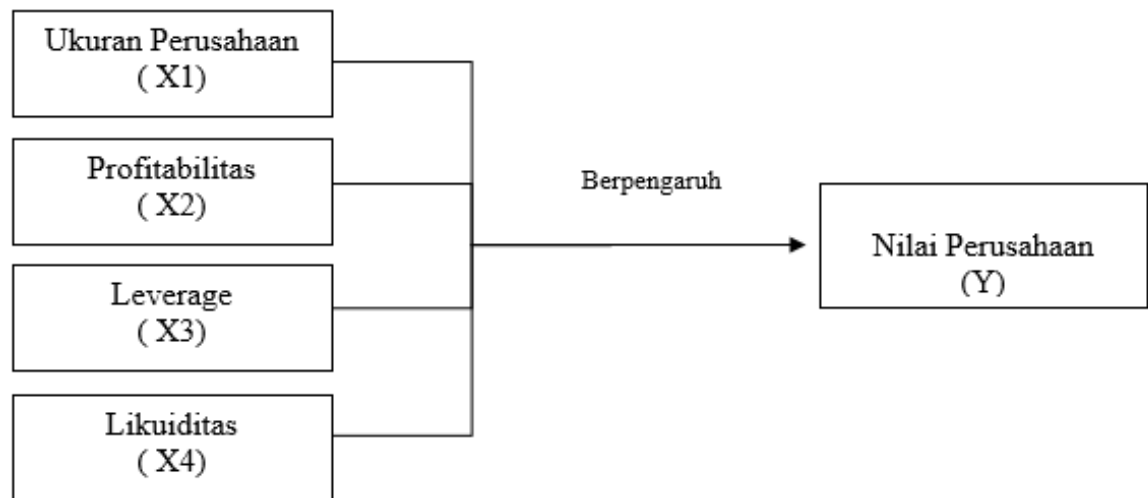 Ukuran Perusahaan
( X1)
Profitabilitas
( X2)
Leverage
( X3)
Likuiditas
( X4)
Berpengaruh
Nilai Perusahaan
(Y)